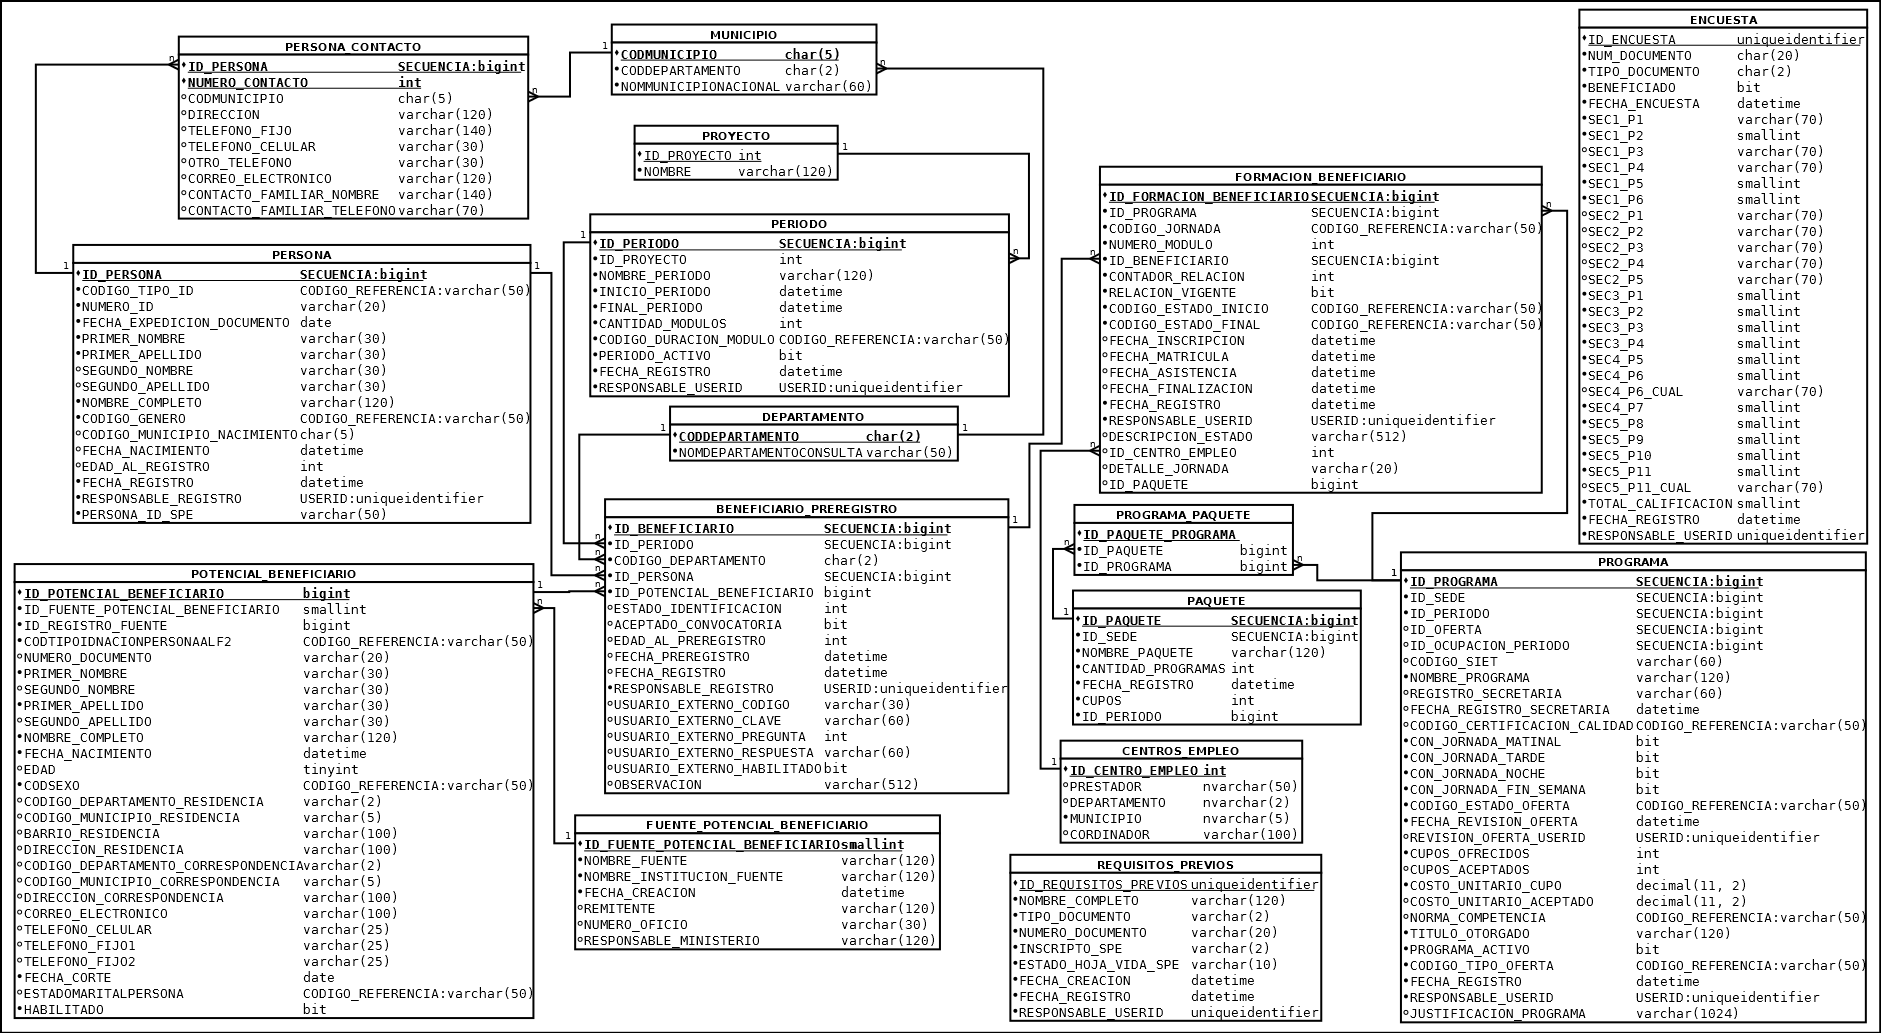 PERSONA_CONTACTO
ID_PERSONA SECUENCIA:bigint
NUMERO_CONTACTO int
CODMUNICIPIO char(5)
DIRECCION varchar(120)
TELEFONO_FIJO varchar(140)
TELEFONO_CELULAR varchar(30)
OTRO_TELEFONO varchar(30)
CORREO_ELECTRONICO varchar(120)
CONTACTO_FAMILIAR_NOMBRE varchar(140)
CONTACTO_FAMILIAR_TELEFONO varchar(70)
MUNICIPIO
CODMUNICIPIO char(5)
CODDEPARTAMENTO char(2)
NOMMUNICIPIONACIONAL varchar(60)
PROYECTO
ID_PROYECTO int
NOMBRE varchar(120)
PERIODO
ID_PERIODO SECUENCIA:bigint
ID_PROYECTO int
NOMBRE_PERIODO varchar(120)
INICIO_PERIODO datetime
FINAL_PERIODO datetime
CANTIDAD_MODULOS int
CODIGO_DURACION_MODULO CODIGO_REFERENCIA:varchar(50)
PERIODO_ACTIVO bit
FECHA_REGISTRO datetime
RESPONSABLE_USERID USERID:uniqueidentifier
DEPARTAMENTO
CODDEPARTAMENTO char(2)
NOMDEPARTAMENTOCONSULTA varchar(50)
PERSONA
ID_PERSONA SECUENCIA:bigint
CODIGO_TIPO_ID CODIGO_REFERENCIA:varchar(50)
NUMERO_ID varchar(20)
FECHA_EXPEDICION_DOCUMENTO date
PRIMER_NOMBRE varchar(30)
PRIMER_APELLIDO varchar(30)
SEGUNDO_NOMBRE varchar(30)
SEGUNDO_APELLIDO varchar(30)
NOMBRE_COMPLETO varchar(120)
CODIGO_GENERO CODIGO_REFERENCIA:varchar(50)
CODIGO_MUNICIPIO_NACIMIENTO char(5)
FECHA_NACIMIENTO datetime
EDAD_AL_REGISTRO int
FECHA_REGISTRO datetime
RESPONSABLE_REGISTRO USERID:uniqueidentifier
PERSONA_ID_SPE varchar(50)
BENEFICIARIO_PREREGISTRO
ID_BENEFICIARIO SECUENCIA:bigint
ID_PERIODO SECUENCIA:bigint
CODIGO_DEPARTAMENTO char(2)
ID_PERSONA SECUENCIA:bigint
ID_POTENCIAL_BENEFICIARIO bigint
ESTADO_IDENTIFICACION int
ACEPTADO_CONVOCATORIA bit
EDAD_AL_PREREGISTRO int
FECHA_PREREGISTRO datetime
FECHA_REGISTRO datetime
RESPONSABLE_REGISTRO USERID:uniqueidentifier
USUARIO_EXTERNO_CODIGO varchar(30)
USUARIO_EXTERNO_CLAVE varchar(60)
USUARIO_EXTERNO_PREGUNTA int
USUARIO_EXTERNO_RESPUESTA varchar(60)
USUARIO_EXTERNO_HABILITADO bit
OBSERVACION varchar(512)
POTENCIAL_BENEFICIARIO
ID_POTENCIAL_BENEFICIARIO bigint
ID_FUENTE_POTENCIAL_BENEFICIARIO smallint
ID_REGISTRO_FUENTE bigint
CODTIPOIDNACIONPERSONAALF2 CODIGO_REFERENCIA:varchar(50)
NUMERO_DOCUMENTO varchar(20)
PRIMER_NOMBRE varchar(30)
SEGUNDO_NOMBRE varchar(30)
PRIMER_APELLIDO varchar(30)
SEGUNDO_APELLIDO varchar(30)
NOMBRE_COMPLETO varchar(120)
FECHA_NACIMIENTO datetime
EDAD tinyint
CODSEXO CODIGO_REFERENCIA:varchar(50)
CODIGO_DEPARTAMENTO_RESIDENCIA varchar(2)
CODIGO_MUNICIPIO_RESIDENCIA varchar(5)
BARRIO_RESIDENCIA varchar(100)
DIRECCION_RESIDENCIA varchar(100)
CODIGO_DEPARTAMENTO_CORRESPONDENCIA varchar(2)
CODIGO_MUNICIPIO_CORRESPONDENCIA varchar(5)
DIRECCION_CORRESPONDENCIA varchar(100)
CORREO_ELECTRONICO varchar(100)
TELEFONO_CELULAR varchar(25)
TELEFONO_FIJO1 varchar(25)
TELEFONO_FIJO2 varchar(25)
FECHA_CORTE date
ESTADOMARITALPERSONA CODIGO_REFERENCIA:varchar(50)
HABILITADO bit
FUENTE_POTENCIAL_BENEFICIARIO
ID_FUENTE_POTENCIAL_BENEFICIARIO smallint
NOMBRE_FUENTE varchar(120)
NOMBRE_INSTITUCION_FUENTE varchar(120)
FECHA_CREACION datetime
REMITENTE varchar(120)
NUMERO_OFICIO varchar(30)
RESPONSABLE_MINISTERIO varchar(120)
FORMACION_BENEFICIARIO
ID_FORMACION_BENEFICIARIO SECUENCIA:bigint
ID_PROGRAMA SECUENCIA:bigint
CODIGO_JORNADA CODIGO_REFERENCIA:varchar(50)
NUMERO_MODULO int
ID_BENEFICIARIO SECUENCIA:bigint
CONTADOR_RELACION int
RELACION_VIGENTE bit
CODIGO_ESTADO_INICIO CODIGO_REFERENCIA:varchar(50)
CODIGO_ESTADO_FINAL CODIGO_REFERENCIA:varchar(50)
FECHA_INSCRIPCION datetime
FECHA_MATRICULA datetime
FECHA_ASISTENCIA datetime
FECHA_FINALIZACION datetime
FECHA_REGISTRO datetime
RESPONSABLE_USERID USERID:uniqueidentifier
DESCRIPCION_ESTADO varchar(512)
ID_CENTRO_EMPLEO int
DETALLE_JORNADA varchar(20)
ID_PAQUETE bigint
PROGRAMA_PAQUETE
ID_PAQUETE_PROGRAMA
ID_PAQUETE bigint
ID_PROGRAMA bigint
PAQUETE
ID_PAQUETE SECUENCIA:bigint
ID_SEDE SECUENCIA:bigint
NOMBRE_PAQUETE varchar(120)
CANTIDAD_PROGRAMAS int
FECHA_REGISTRO datetime
CUPOS int
ID_PERIODO bigint
CENTROS_EMPLEO
ID_CENTRO_EMPLEO int
PRESTADOR nvarchar(50)
DEPARTAMENTO nvarchar(2)
MUNICIPIO nvarchar(5)
CORDINADOR varchar(100)
REQUISITOS_PREVIOS
ID_REQUISITOS_PREVIOS uniqueidentifier
NOMBRE_COMPLETO varchar(120)
TIPO_DOCUMENTO varchar(2)
NUMERO_DOCUMENTO varchar(20)
INSCRIPTO_SPE varchar(2)
ESTADO_HOJA_VIDA_SPE varchar(10)
FECHA_CREACION datetime
FECHA_REGISTRO datetime
RESPONSABLE_USERID uniqueidentifier
ENCUESTA
ID_ENCUESTA uniqueidentifier
NUM_DOCUMENTO char(20)
TIPO_DOCUMENTO char(2)
BENEFICIADO bit
FECHA_ENCUESTA datetime
SEC1_P1 varchar(70)
SEC1_P2 smallint
SEC1_P3 varchar(70)
SEC1_P4 varchar(70)
SEC1_P5 smallint
SEC1_P6 smallint
SEC2_P1 varchar(70)
SEC2_P2 varchar(70)
SEC2_P3 varchar(70)
SEC2_P4 varchar(70)
SEC2_P5 varchar(70)
SEC3_P1 smallint
SEC3_P2 smallint
SEC3_P3 smallint
SEC3_P4 smallint
SEC4_P5 smallint
SEC4_P6 smallint
SEC4_P6_CUAL varchar(70)
SEC4_P7 smallint
SEC5_P8 smallint
SEC5_P9 smallint
SEC5_P10 smallint
SEC5_P11 smallint
SEC5_P11_CUAL varchar(70)
TOTAL_CALIFICACION smallint
FECHA_REGISTRO datetime
RESPONSABLE_USERID uniqueidentifier
PROGRAMA
ID_PROGRAMA SECUENCIA:bigint
ID_SEDE SECUENCIA:bigint
ID_PERIODO SECUENCIA:bigint
ID_OFERTA SECUENCIA:bigint
ID_OCUPACION_PERIODO SECUENCIA:bigint
CODIGO_SIET varchar(60)
NOMBRE_PROGRAMA varchar(120)
REGISTRO_SECRETARIA varchar(60)
FECHA_REGISTRO_SECRETARIA datetime
CODIGO_CERTIFICACION_CALIDAD CODIGO_REFERENCIA:varchar(50)
CON_JORNADA_MATINAL bit
CON_JORNADA_TARDE bit
CON_JORNADA_NOCHE bit
CON_JORNADA_FIN_SEMANA bit
CODIGO_ESTADO_OFERTA CODIGO_REFERENCIA:varchar(50)
FECHA_REVISION_OFERTA datetime
REVISION_OFERTA_USERID USERID:uniqueidentifier
CUPOS_OFRECIDOS int
CUPOS_ACEPTADOS int
COSTO_UNITARIO_CUPO decimal(11, 2)
COSTO_UNITARIO_ACEPTADO decimal(11, 2)
NORMA_COMPETENCIA CODIGO_REFERENCIA:varchar(50)
TITULO_OTORGADO varchar(120)
PROGRAMA_ACTIVO bit
CODIGO_TIPO_OFERTA CODIGO_REFERENCIA:varchar(50)
FECHA_REGISTRO datetime
RESPONSABLE_USERID USERID:uniqueidentifier
JUSTIFICACION_PROGRAMA varchar(1024)